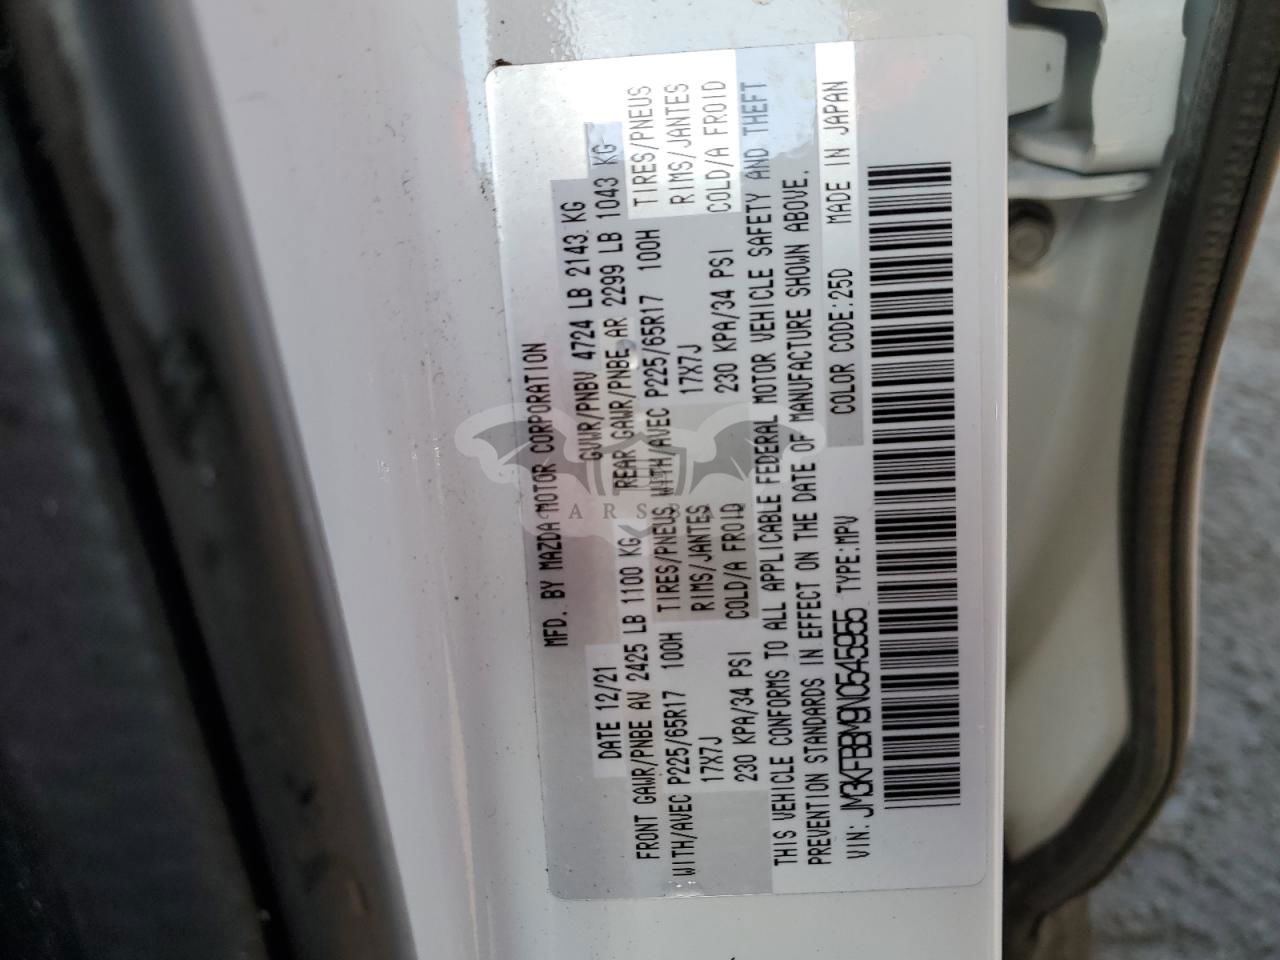 MFD. BY MAZDA MOTOR CORPORATION
DATE 12/21 GVWR/PNBV 4724 LB 2143 KG
FRONT GAWR/PNBE AV 2425 LB 1100 KG REAR GAWR/PNBE AR 2299 LB 1043 KG
WITH/AVEC P225/65R17 100H TIRES/PNEUS WITH/AVEC P225/65R17 100H TIRES/PNEUS
17X7J RIMS/JANTES 17X7J RIMS/JANTES
230 KPA/34 PSI COLD/A FROID 230 KPA/34 PSI COLD/A FROID
THIS VEHICLE CONFORMS TO ALL APPLICABLE FEDERAL MOTOR VEHICLE SAFETY AND THEFT
PREVENTION STANDARDS IN EFFECT ON THE DATE OF MANUFACTURE SHOWN ABOVE.
VIN: JM3KFBBM9N0545955 TYPE:MPV COLOR CODE:25D MADE IN JAPAN